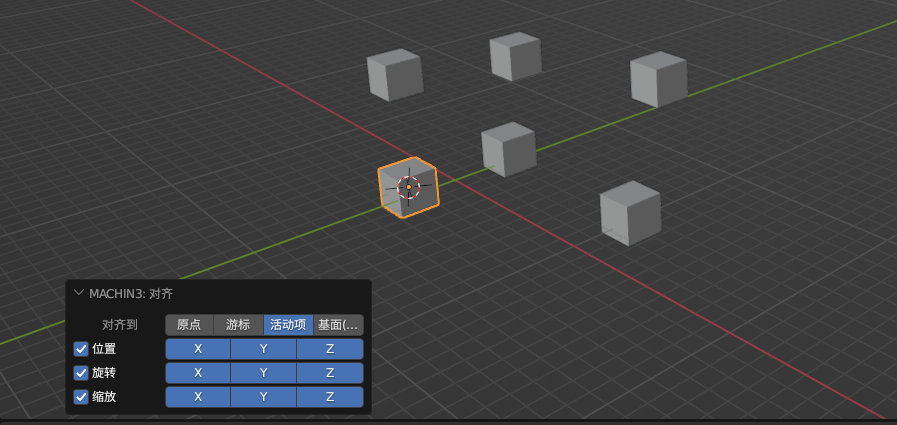 MACHIN3: 对齐
对齐到 原点 游标 活动项 基面(...
位置 X Y Z
旋转 X Y Z
缩放 X Y Z